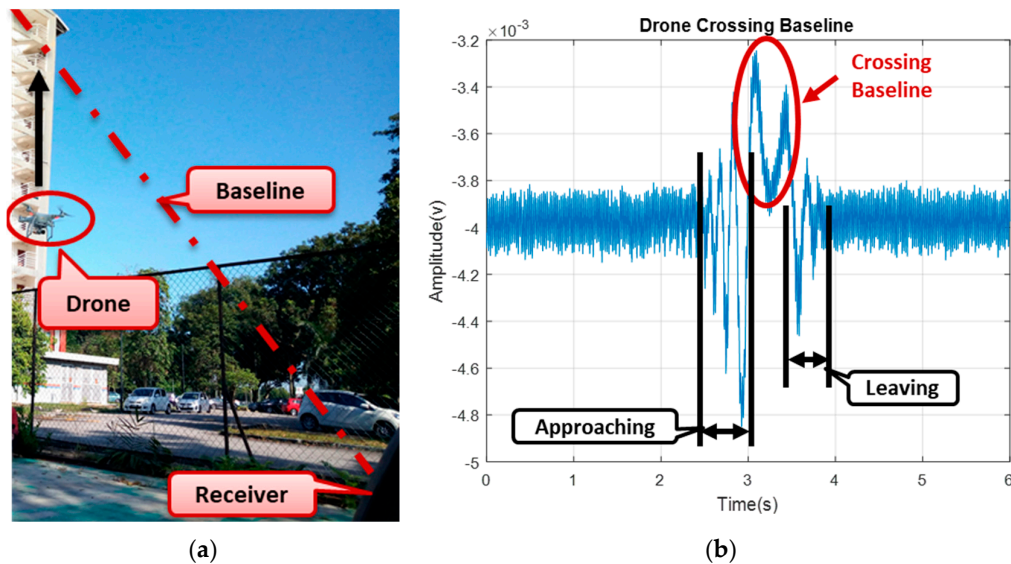 Baseline
Drone
Receiver
(a)
×10⁻³
Drone Crossing Baseline
-3.2
-3.4
-3.6
-3.8
-4
-4.2
-4.4
-4.6
-4.8
-5
Amplitude(v)
Crossing
Baseline
Approaching
Leaving
0
1
2
3
4
5
6
Time(s)
(b)